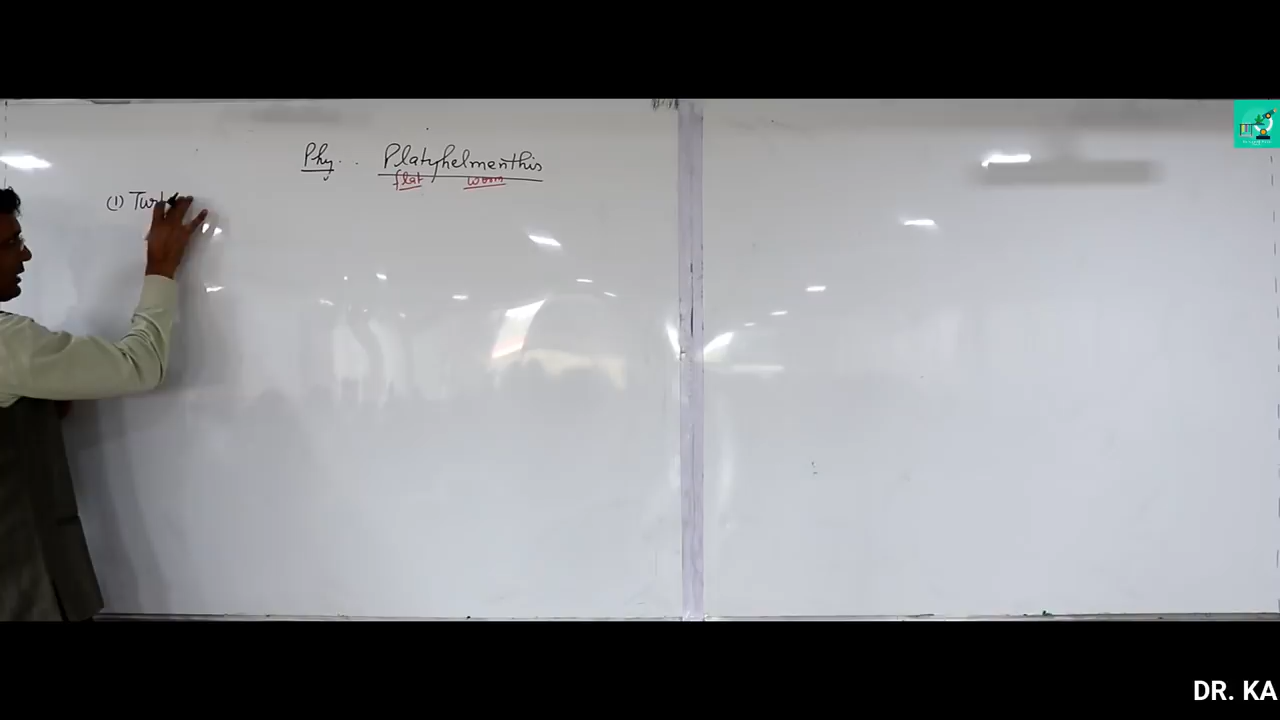 Phy. . Platyhelmenthis
flat worm
(1) Turb
DR. KA